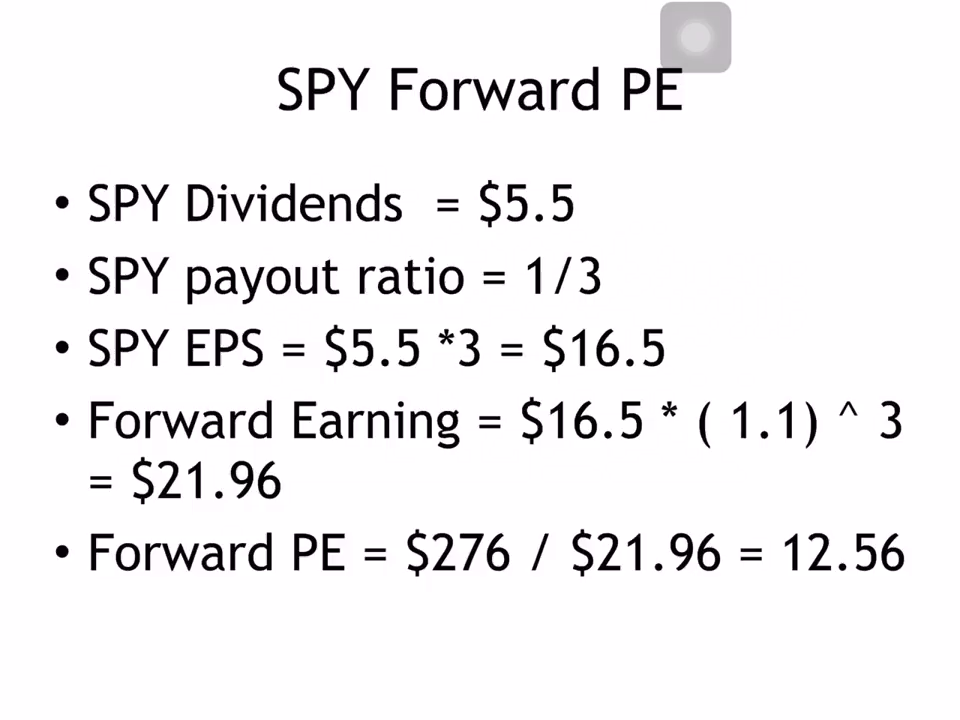 SPY Forward PE
• SPY Dividends = $5.5
• SPY payout ratio = 1/3
• SPY EPS = $5.5 *3 = $16.5
• Forward Earning = $16.5 * ( 1.1) ^ 3
= $21.96
• Forward PE = $276 / $21.96 = 12.56